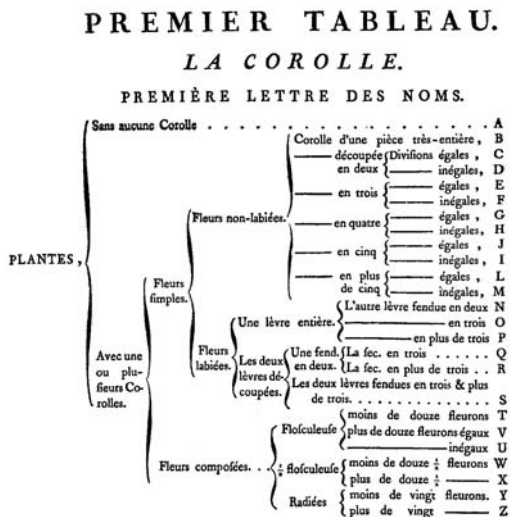 PREMIER TABLEAU.
LA COROLLE.
PREMIÈRE LETTRE DES NOMS.
Sans aucune Corolle . . . . . . . . . . . . . . . . A
Corolle d'une pièce très-entière, B
découpée Divisions égales, C
en deux inégales, D
en trois égales, E
inégales, F
Fleurs non-labiées. en quatre égales, G
inégales, H
en cinq égales, J
PLANTES, inégales, I
Fleurs en plus égales, L
simples. de cinq inégales, M
L'autre lèvre fendue en deux N
Une lèvre entière. en trois O
en plus de trois P
Avec une Fleurs Les deux Une fend. La sec. en trois . . . . . Q
ou plu- labiées. lèvres dé- en deux. La sec. en plus de trois . . R
sieurs Co- coupées. Les deux lèvres fendues en trois & plus
rolles. de trois. . . . . . . . . . . . . S
moins de douze fleurons T
Flosculeuse plus de douze fleurons égaux V
inégaux U
Fleurs composées. . . ½ flosculeuse moins de douze ½ fleurons W
plus de douze ½ X
Radiées moins de vingt fleurons. Y
plus de vingt Z